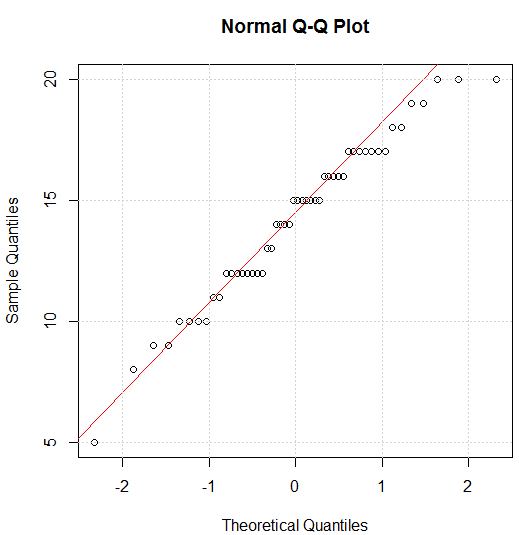 Normal Q-Q Plot
20
15
10
5
Sample Quantiles
-2 -1 0 1 2
Theoretical Quantiles